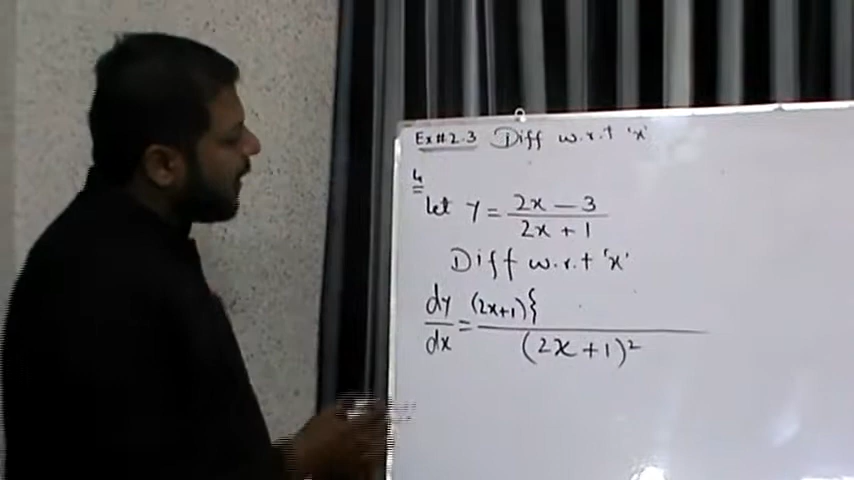 Ex#2.3 Diff w.r.t 'x'
4
let y = 2x - 3 / 2x + 1
Diff w.r.t 'x'
dy/dx = (2x+1){ / (2x+1)²